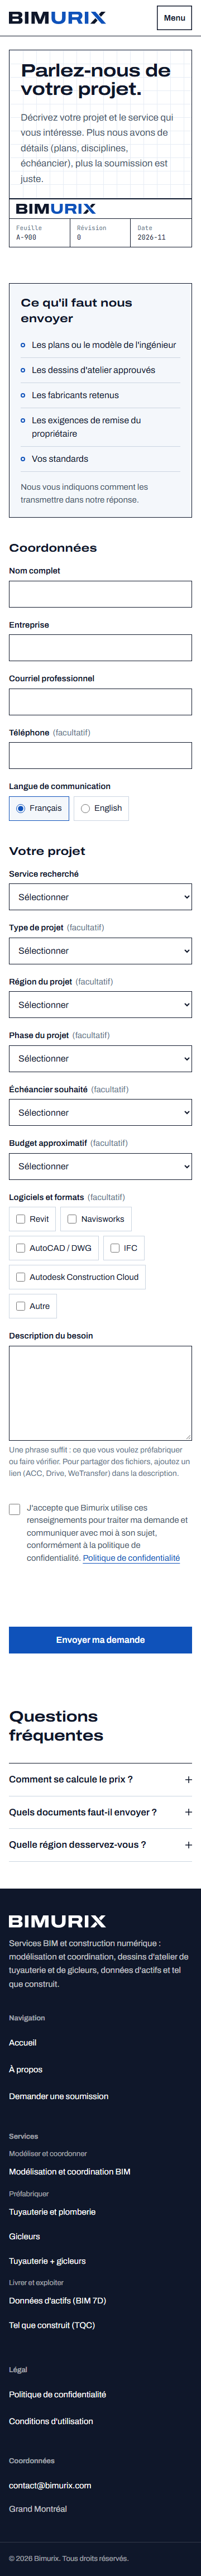 BIMURIX
Menu
Parlez-nous de
votre projet.
Décrivez votre projet et le service qui
vous intéresse. Plus nous avons de
détails (plans, disciplines,
échéancier), plus la soumission est
juste.
BIMURIX
Feuille
A-900
Révision
0
Date
2026-11
Ce qu'il faut nous
envoyer
Les plans ou le modèle de l'ingénieur
Les dessins d'atelier approuvés
Les fabricants retenus
Les exigences de remise du
propriétaire
Vos standards
Nous vous indiquons comment les
transmettre dans notre réponse.
Coordonnées
Nom complet
Entreprise
Courriel professionnel
Téléphone (facultatif)
Langue de communication
Français
English
Votre projet
Service recherché
Sélectionner
Type de projet (facultatif)
Sélectionner
Région du projet (facultatif)
Sélectionner
Phase du projet (facultatif)
Sélectionner
Échéancier souhaité (facultatif)
Sélectionner
Budget approximatif (facultatif)
Sélectionner
Logiciels et formats (facultatif)
Revit
Navisworks
AutoCAD / DWG
IFC
Autodesk Construction Cloud
Autre
Description du besoin
Une phrase suffit : ce que vous voulez préfabriquer
ou faire vérifier. Pour partager des fichiers, ajoutez un
lien (ACC, Drive, WeTransfer) dans la description.
J'accepte que Bimurix utilise ces
renseignements pour traiter ma demande et
communiquer avec moi à son sujet,
conformément à la politique de
confidentialité. Politique de confidentialité
Envoyer ma demande
Questions
fréquentes
Comment se calcule le prix ?
Quels documents faut-il envoyer ?
Quelle région desservez-vous ?
BIMURIX
Services BIM et construction numérique :
modélisation et coordination, dessins d'atelier de
tuyauterie et de gicleurs, données d'actifs et tel
que construit.
Navigation
Accueil
À propos
Demander une soumission
Services
Modéliser et coordonner
Modélisation et coordination BIM
Préfabriquer
Tuyauterie et plomberie
Gicleurs
Tuyauterie + gicleurs
Livrer et exploiter
Données d'actifs (BIM 7D)
Tel que construit (TQC)
Légal
Politique de confidentialité
Conditions d'utilisation
Coordonnées
contact@bimurix.com
Grand Montréal
© 2026 Bimurix. Tous droits réservés.